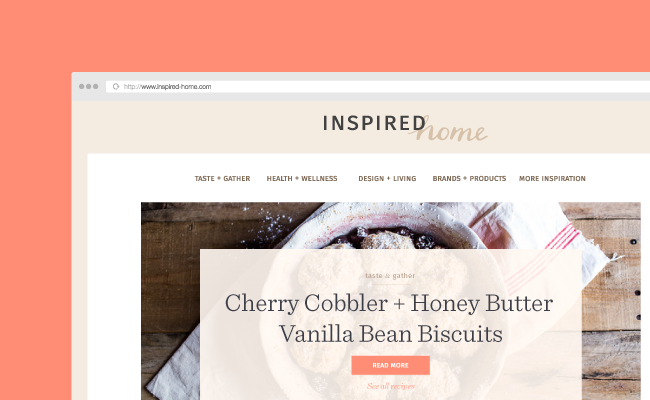 http://www.inspired-home.com
INSPIRED home
TASTE + GATHER HEALTH + WELLNESS DESIGN + LIVING BRANDS + PRODUCTS MORE INSPIRATION
taste & gather
Cherry Cobbler + Honey Butter
Vanilla Bean Biscuits
READ MORE
See all recipes